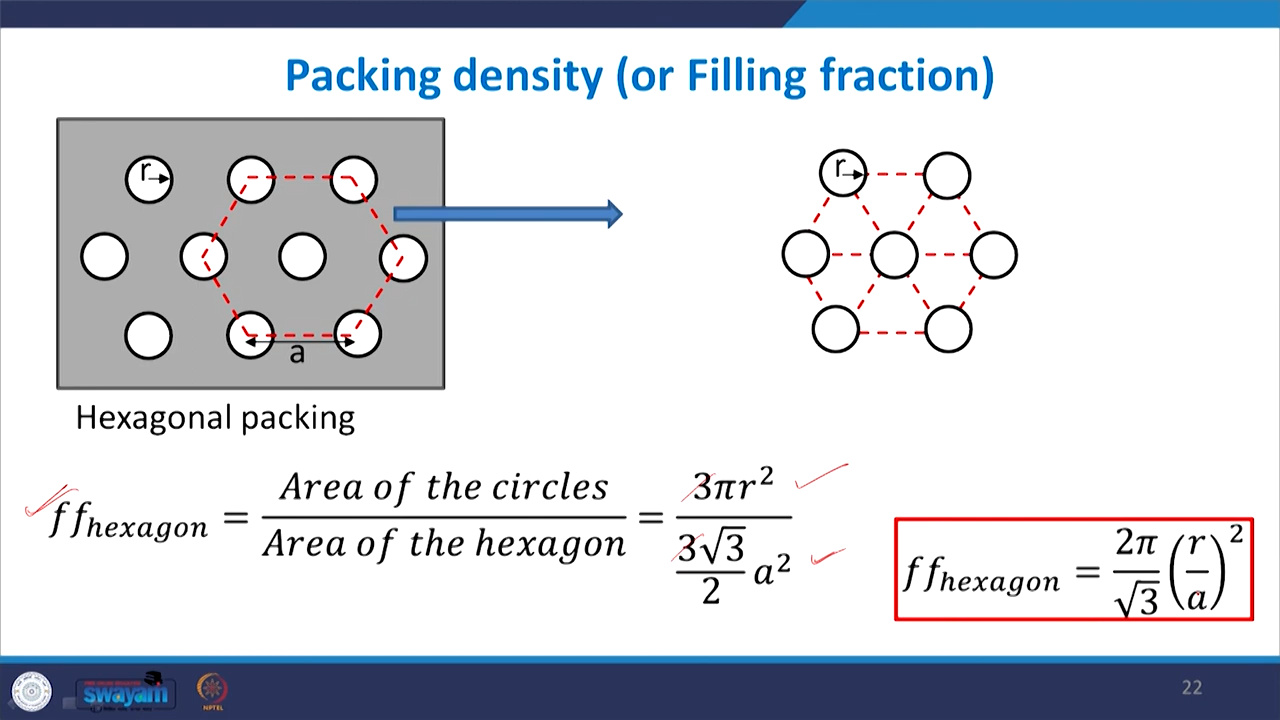 Packing density (or Filling fraction)
r
r
a
Hexagonal packing
ff_hexagon = Area of the circles / Area of the hexagon = 3πr² / (3√3/2 a²)
ff_hexagon = 2π/√3 (r/a)²
swayam
NPTEL
22